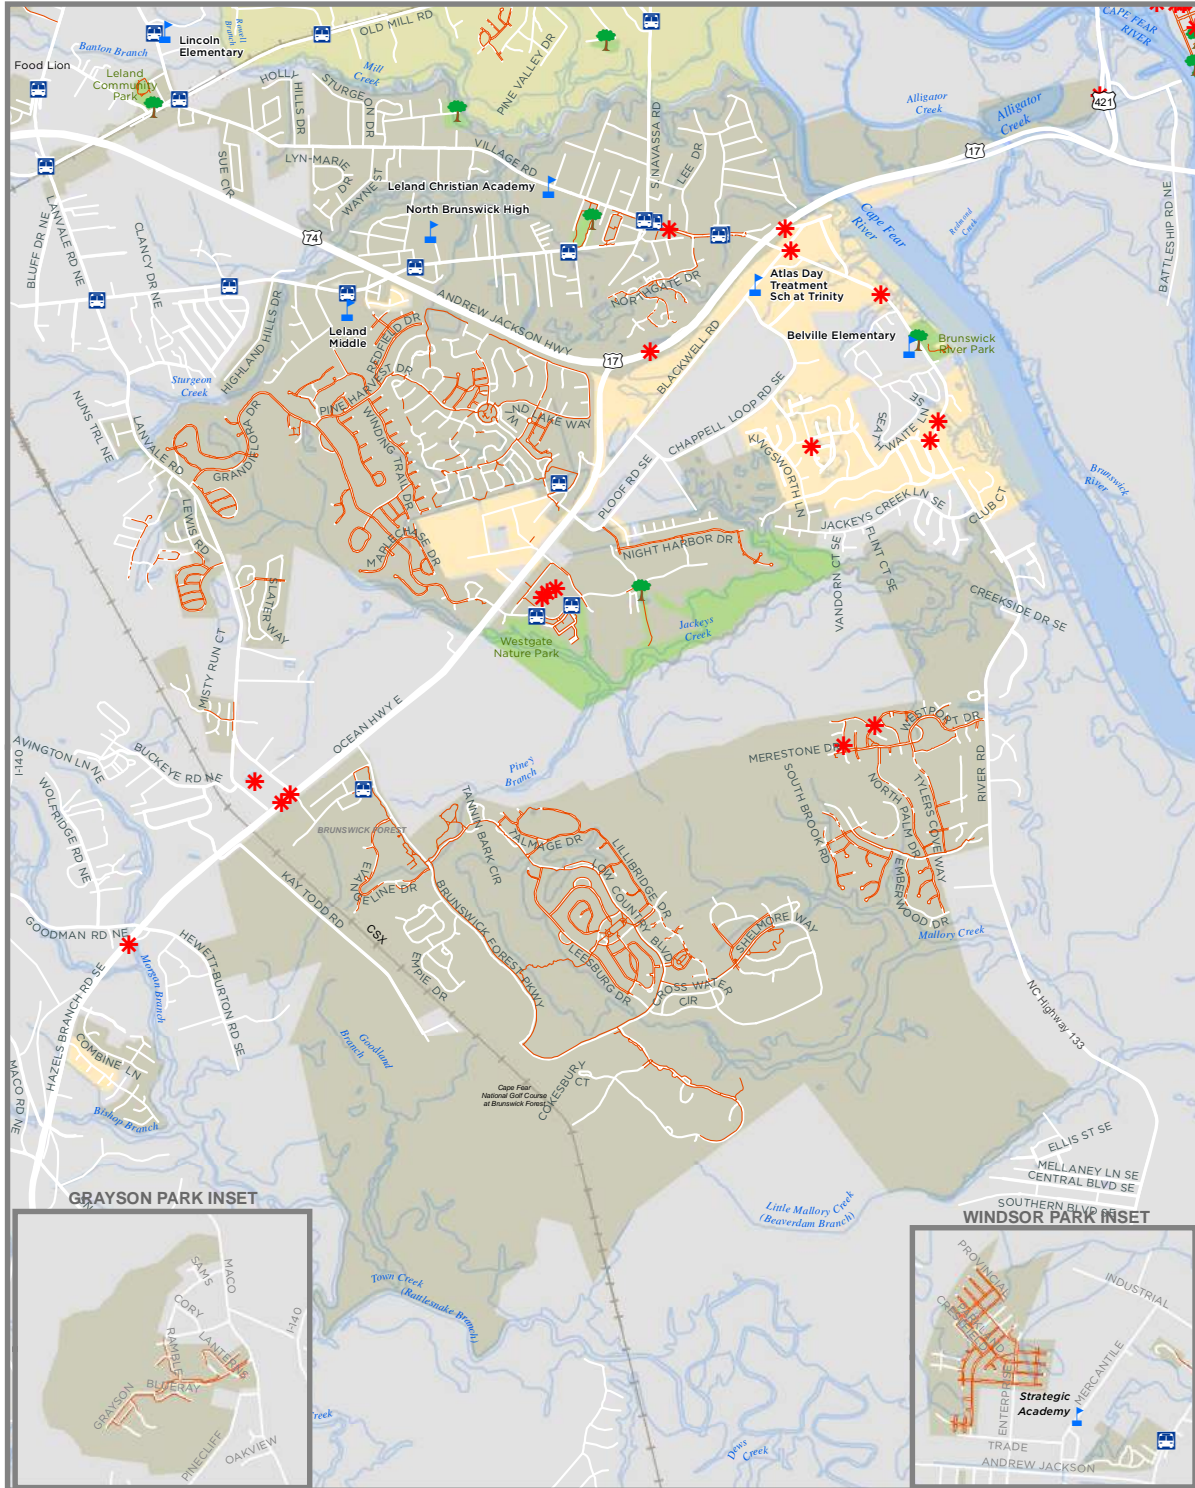 OLD MILL RD
Rowell
Branch
Banton Branch
Lincoln
Elementary
Food Lion
Leland
Community
Park
HOLLY
HILLS DR
STURGEON DR
Mill
Creek
PINE VALLEY DR
CAPE FEAR
RIVER
Alligator
Creek
Alligator
Creek
421
17
SUE CIR
LYN-MARIE
DR
WAYNE ST
VILLAGE RD
S NAVASSA RD
LEE DR
Leland Christian Academy
North Brunswick High
BLUFF DR NE
LANVALE RD NE
CLANCY DR NE
74
Cape Fear
River
Redmond
Creek
BATTLESHIP RD NE
HIGHLAND HILLS DR
Leland
Middle
ANDREW JACKSON HWY
NORTHGATE DR
Atlas Day
Treatment
Sch at Trinity
Belville Elementary
Brunswick
River Park
17
BLACKWELL RD
REDFIELD DR
PINE HARVEST DR
Sturgeon
Creek
NUNS TRL NE
LANVALE RD
GRANDIFLORA DR
WINDING TRAIL DR
ND LAKE WAY
W
CHAPPELL LOOP RD SE
KINGSWORTH LN
SEATH
WAITE LN
SE
Brunswick
River
PLOOF RD SE
LEWIS RD
MAPLECHASE DR
JACKEYS CREEK LN SE
CLUB CT
NIGHT HARBOR DR
VANDORN CT SE
FLINT CT SE
CREEKSIDE DR SE
SLATER WAY
MISTY RUN CT
Westgate
Nature Park
Jackeys
Creek
OCEAN HWY E
I-140
AVINGTON LN NE
BUCKEYE RD NE
WOLFRIDGE RD NE
Pine's
Branch
MERESTONE DR
WESTPORT DR
RIVER RD
SOUTH BROOK RD
NORTH PALM DR
TYLERS COVE WAY
EMBERWOOD DR
Mallory Creek
BRUNSWICK FOREST
TANNIN BARK CIR
TALMAGE DR
LILLIBRIDGE DR
LOW COUNTRY BLVD
EVANGELINE DR
KAY TODD RD
BRUNSWICK FOREST PKWY
SHELMORE WAY
LEESBURG DR
CROSS WATER
CIR
CSX
EMPIE DR
GOODMAN RD NE
HEWETT-BURTON RD SE
Morgan Branch
HAZELS BRANCH RD SE
COMBINE LN
MACO RD NE
Bishop Branch
Goodland
Branch
NC Highway 133
Cape Fear
National Golf Course
at Brunswick Forest
COKESBURY
CT
ELLIS ST SE
MELLANEY LN SE
CENTRAL BLVD SE
SOUTHERN BLVD SE
Little Mallory Creek
(Beaverdam Branch)
Town Creek
(Rattlesnake Branch)
Dews
Creek
GRAYSON PARK INSET
SAMS
MACO
CORY
I-140
RAMBLE
LANTERNS
BLUERAY
GRAYSON
PINECLIFF
OAKVIEW
reek
WINDSOR PARK INSET
PROVINCIAL
INDUSTRIAL
PARKLAND
MERCANTILE
ENTERPRISE
Strategic
Academy
TRADE
ANDREW JACKSON